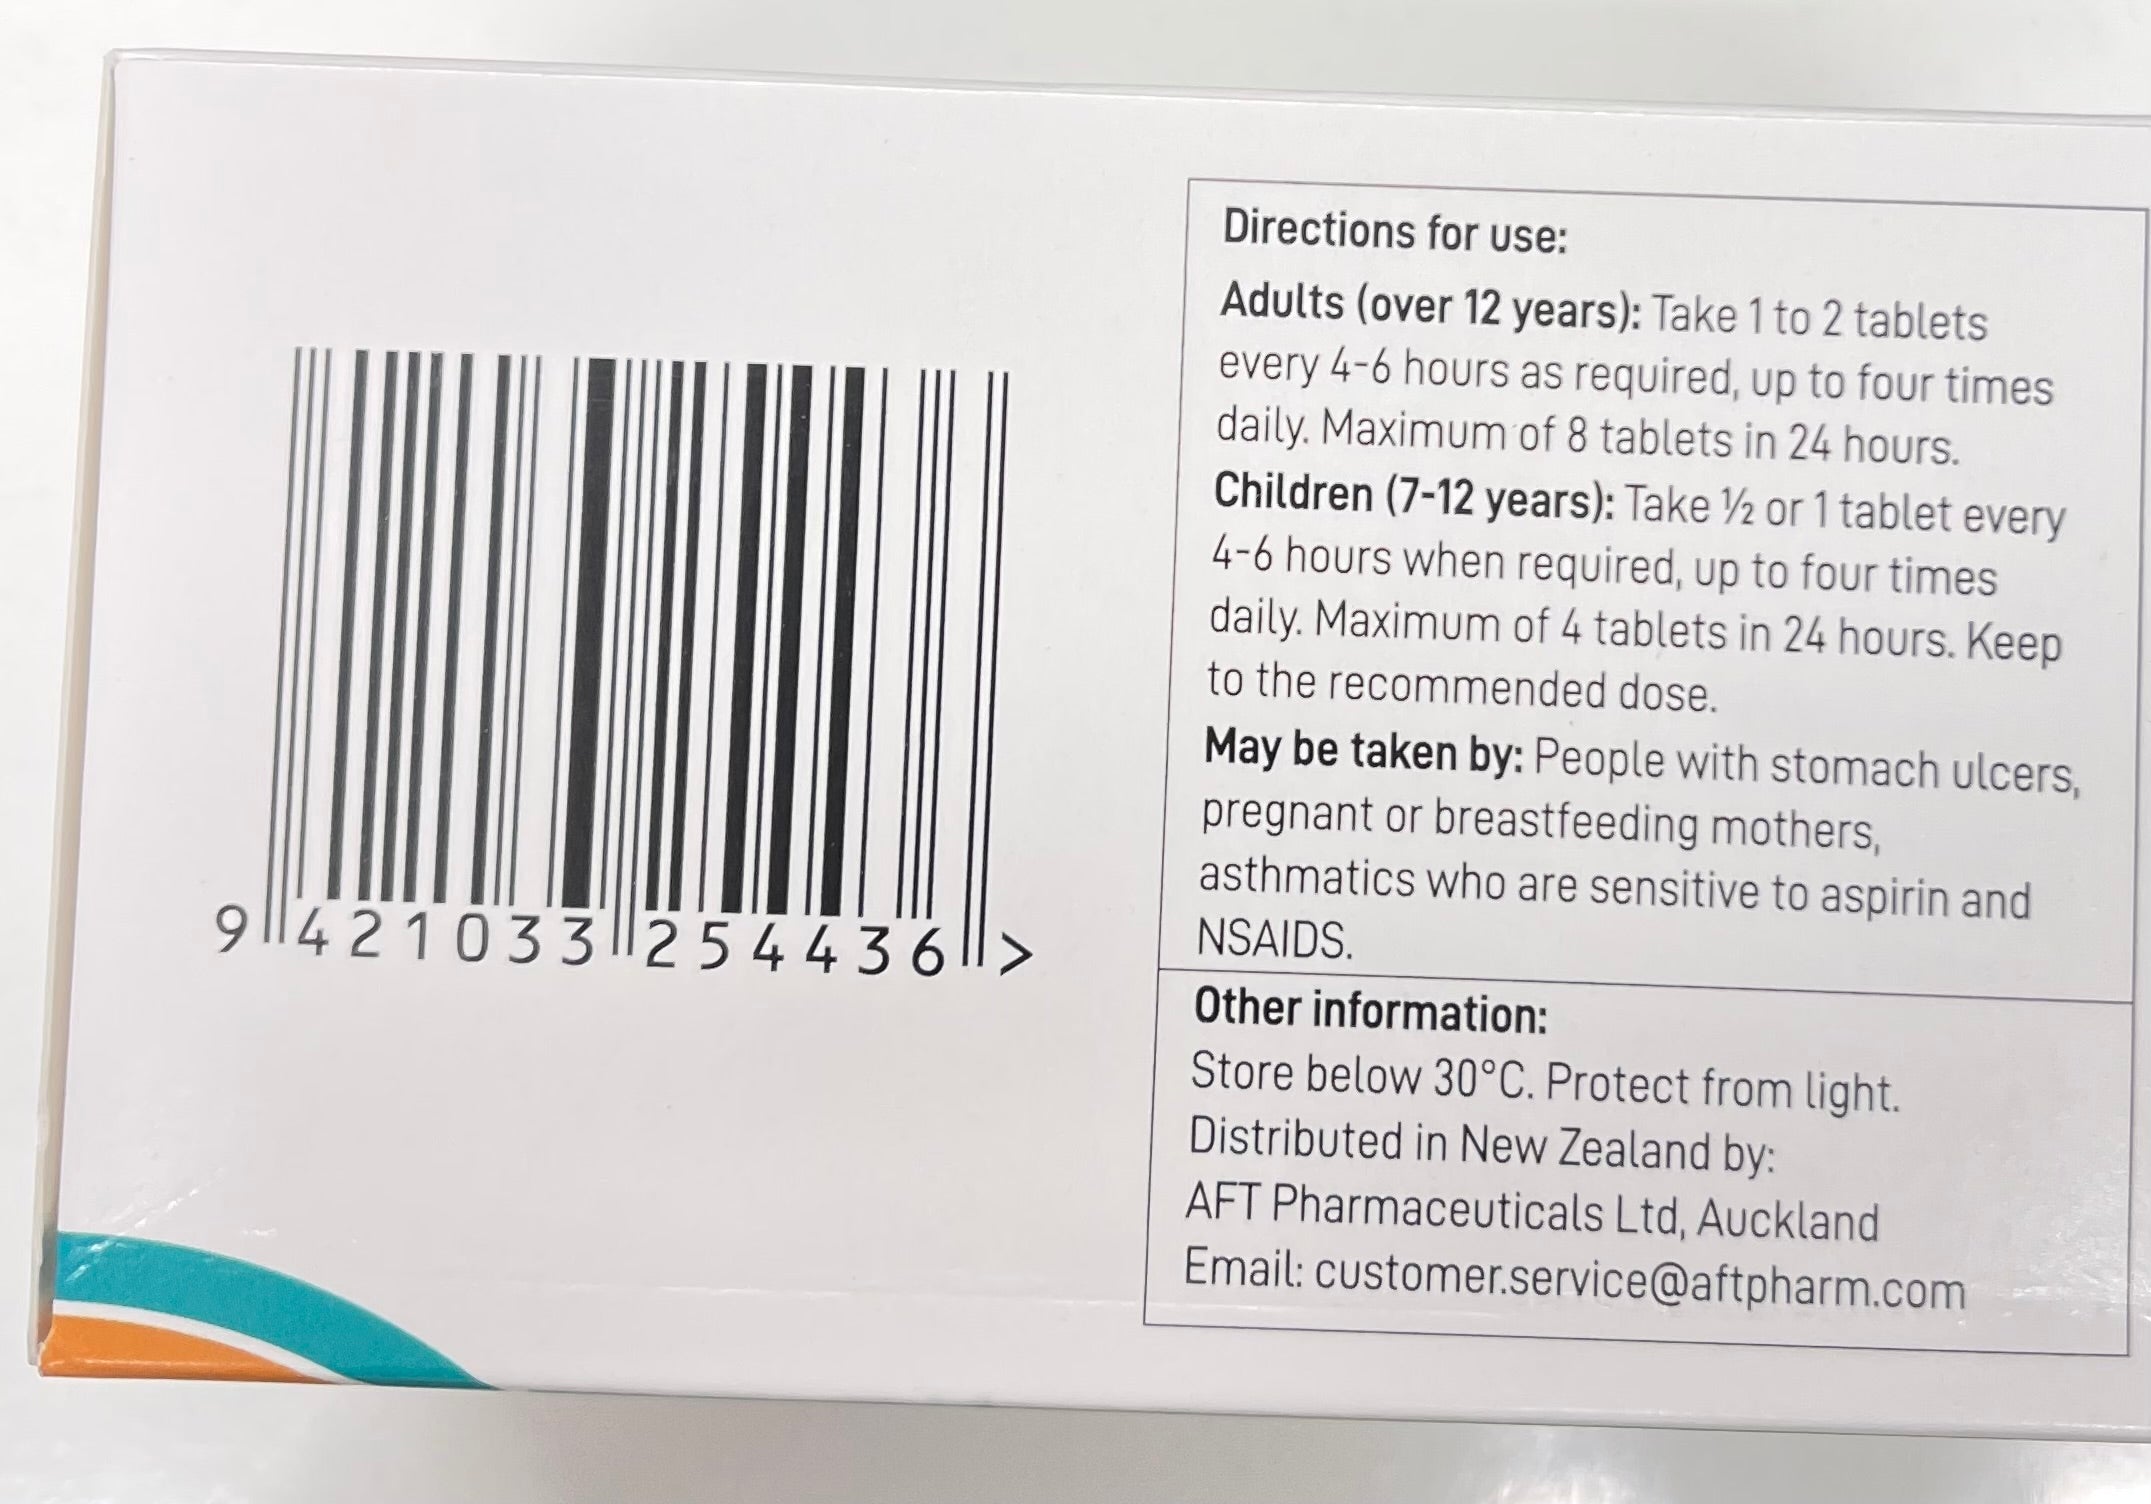 9 421033 254436 >
Directions for use:
Adults (over 12 years): Take 1 to 2 tablets
every 4-6 hours as required, up to four times
daily. Maximum of 8 tablets in 24 hours.
Children (7-12 years): Take ½ or 1 tablet every
4-6 hours when required, up to four times
daily. Maximum of 4 tablets in 24 hours. Keep
to the recommended dose.
May be taken by: People with stomach ulcers,
pregnant or breastfeeding mothers,
asthmatics who are sensitive to aspirin and
NSAIDS.
Other information:
Store below 30°C. Protect from light.
Distributed in New Zealand by:
AFT Pharmaceuticals Ltd, Auckland
Email: customer.service@aftpharm.com